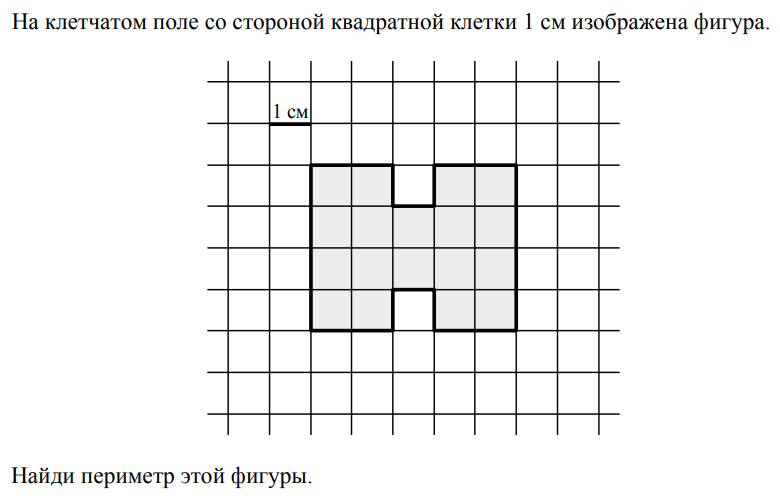 На клетчатом поле со стороной квадратной клетки 1 см изображена фигура.
1 см
Найди периметр этой фигуры.